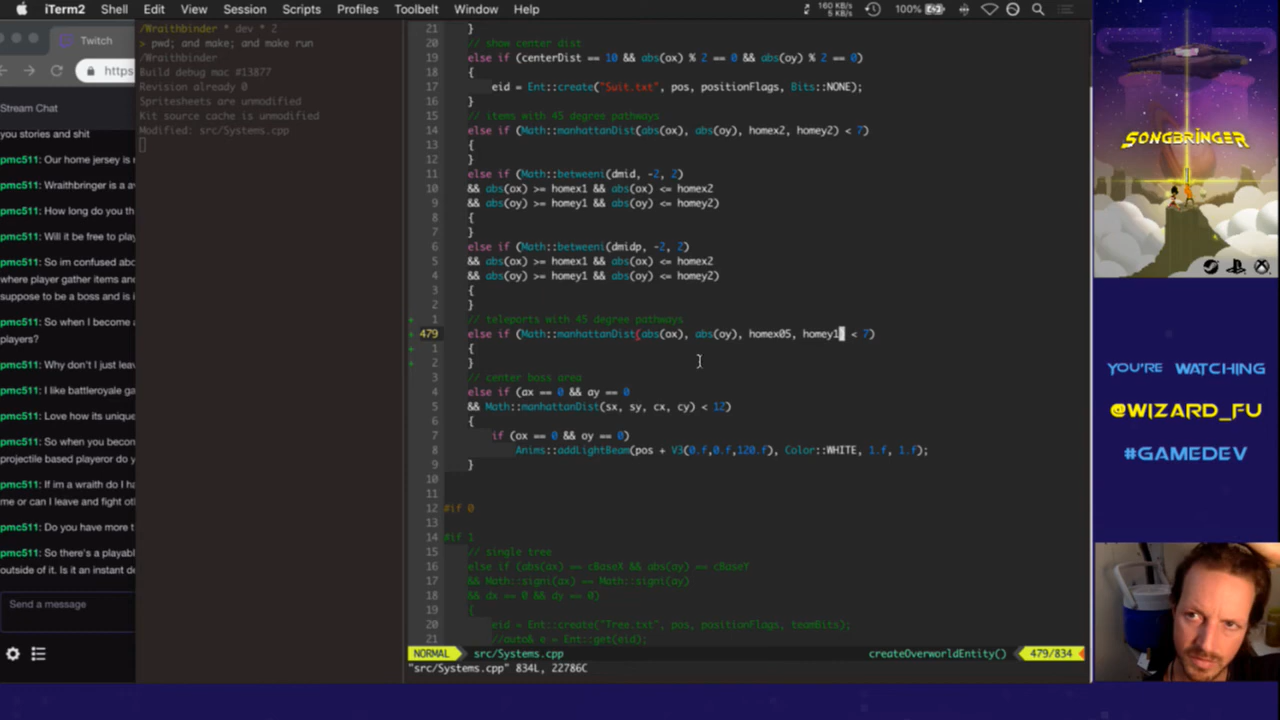 iTerm2 Shell Edit View Session Scripts Profiles Toolbelt Window Help
160 KB/s
5 KB/s
100%
Twitch
https
Stream Chat
you stories and shit
pmc511: Our home jersey is
pmc511: Wraithbringer is a
pmc511: How long do you th
pmc511: Will it be free to play
pmc511: So im confused abo
where player gather items and
suppose to be a boss and is i
pmc511: So when I become a
players?
pmc511: Why don't I just leav
pmc511: I like battleroyale ga
pmc511: Love how its unique
pmc511: So when you becon
projectile based playeror do y
pmc511: If im a wraith do I ha
me or can I leave and fight ot
pmc511: Do you have more t
pmc511: So there's a playabl
outside of it. Is it an instant de
Send a message
/Wraithbinder * dev * 2
> pwd; and make; and make run
/Wraithbinder
Build debug mac #13877
Revision already 0
Spritesheets are unmodified
Kit source cache is unmodified
Modified: src/Systems.cpp
21 }
20 // show center dist
19 else if (centerDist == 10 && abs(ox) % 2 == 0 && abs(oy) % 2 == 0)
18 {
17 eid = Ent::create("Suit.txt", pos, positionFlags, Bits::NONE);
16 }
15 // items with 45 degree pathways
14 else if (Math::manhattanDist(abs(ox), abs(oy), homex2, homey2) < 7)
13 {
12 }
11 else if (Math::betweeni(dmid, -2, 2)
10 && abs(ox) >= homex1 && abs(ox) <= homex2
9 && abs(oy) >= homey1 && abs(oy) <= homey2)
8 {
7 }
6 else if (Math::betweeni(dmidp, -2, 2)
5 && abs(ox) >= homex1 && abs(ox) <= homex2
4 && abs(oy) >= homey1 && abs(oy) <= homey2)
3 {
2 }
1 // teleports with 45 degree pathways
479 else if (Math::manhattanDist(abs(ox), abs(oy), homex05, homey1) < 7)
1 {
2 }
3 // center boss area
4 else if (ax == 0 && ay == 0
5 && Math::manhattanDist(sx, sy, cx, cy) < 12)
6 {
7 if (ox == 0 && oy == 0)
8 Anims::addLightBeam(pos + V3(0.f,0.f,120.f), Color::WHITE, 1.f, 1.f);
9 }
10
11
12 #if 0
13
14 #if 1
15 // single tree
16 else if (abs(ax) == cBaseX && abs(ay) == cBaseY
17 && Math::signi(ax) == Math::signi(ay)
18 && dx == 0 && dy == 0)
19 {
20 eid = Ent::create("Tree.txt", pos, positionFlags, teamBits);
21 //auto& e = Ent::get(eid);
NORMAL src/Systems.cpp createOverworldEntity() 479/834
"src/Systems.cpp" 834L, 22786C
SONGBRINGER
YOU'RE WATCHING
@WIZARD_FU
#GAMEDEV